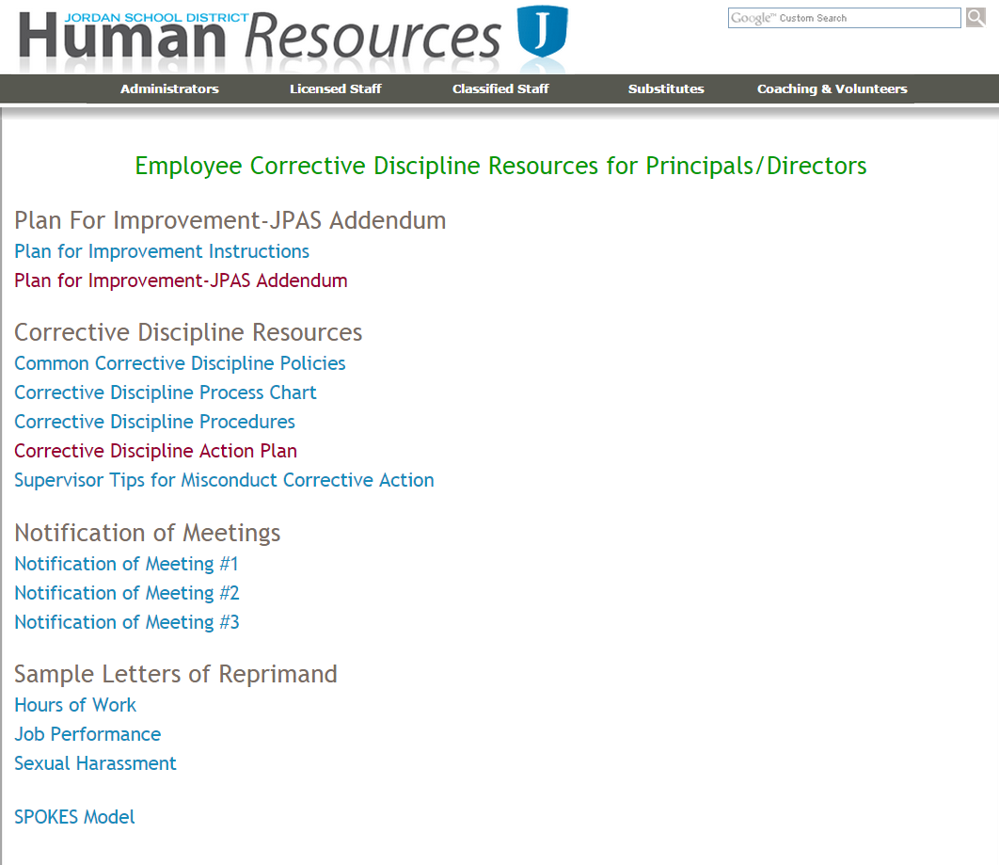 JORDAN SCHOOL DISTRICT
Human Resources
J
Google™ Custom Search
Administrators Licensed Staff Classified Staff Substitutes Coaching & Volunteers
Employee Corrective Discipline Resources for Principals/Directors
Plan For Improvement-JPAS Addendum
Plan for Improvement Instructions
Plan for Improvement-JPAS Addendum
Corrective Discipline Resources
Common Corrective Discipline Policies
Corrective Discipline Process Chart
Corrective Discipline Procedures
Corrective Discipline Action Plan
Supervisor Tips for Misconduct Corrective Action
Notification of Meetings
Notification of Meeting #1
Notification of Meeting #2
Notification of Meeting #3
Sample Letters of Reprimand
Hours of Work
Job Performance
Sexual Harassment
SPOKES Model